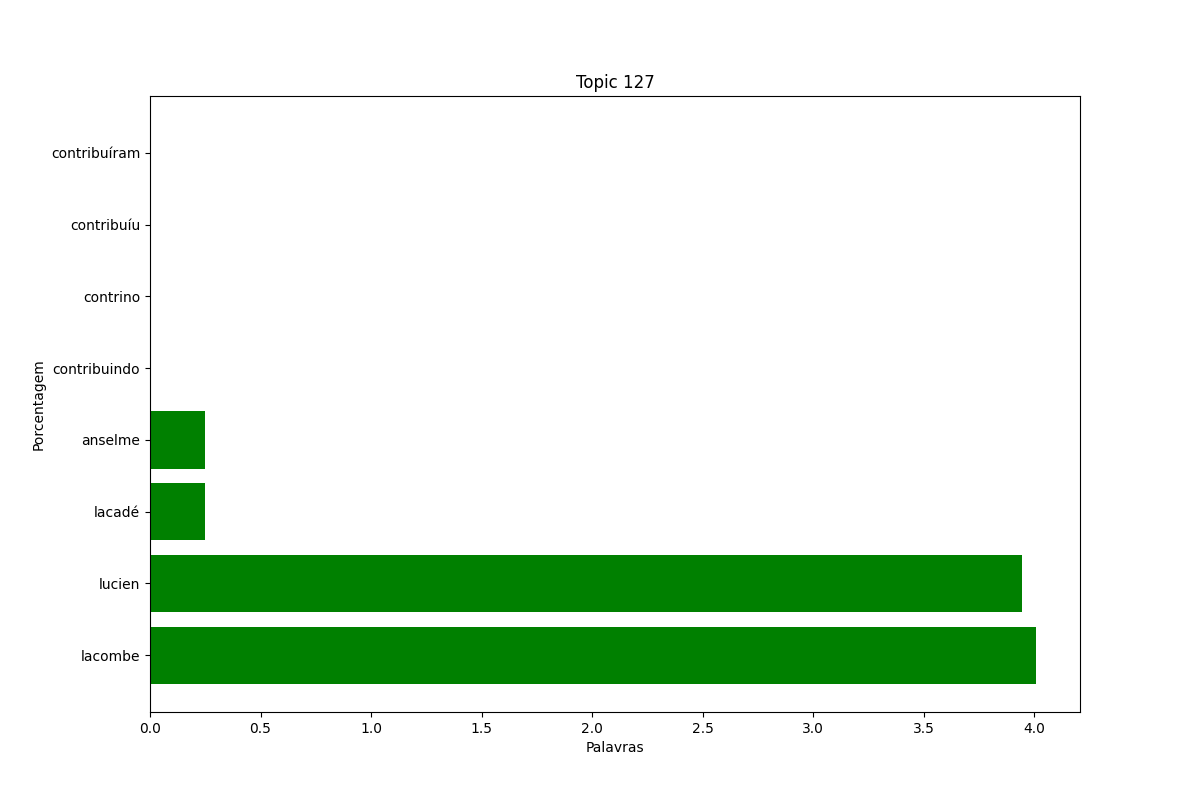 Topic 127
contribuíram
contribuíu
contrino
contribuindo
anselme
lacadé
lucien
lacombe
Porcentagem
0.0 0.5 1.0 1.5 2.0 2.5 3.0 3.5 4.0
Palavras